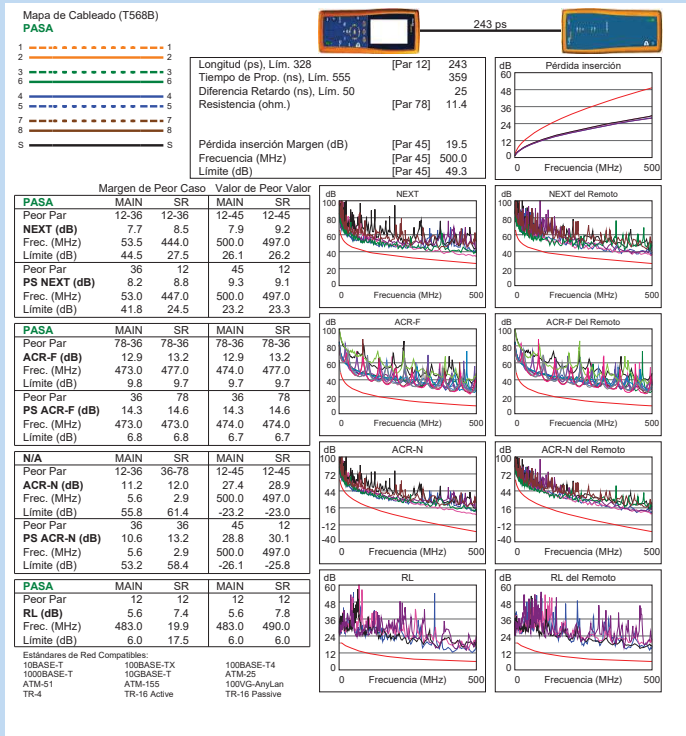 Mapa de Cableado (T568B)
PASA
1 1
2 2
3 3
6 6
4 4
5 5
7 7
8 8
S S
243 ps
Longitud (ps), Lím. 328 [Par 12] 243
Tiempo de Prop. (ns), Lím. 555 359
Diferencia Retardo (ns), Lím. 50 25
Resistencia (ohm.) [Par 78] 11.4
Pérdida inserción Margen (dB) [Par 45] 19.5
Frecuencia (MHz) [Par 45] 500.0
Límite (dB) [Par 45] 49.3
dB Pérdida inserción
60
48
36
24
12
0
0 Frecuencia (MHz) 500
Margen de Peor Caso Valor de Peor Valor
PASA MAIN SR MAIN SR
Peor Par 12-36 12-36 12-45 12-45
NEXT (dB) 7.7 8.5 7.9 9.2
Frec. (MHz) 53.5 444.0 500.0 497.0
Límite (dB) 44.5 27.5 26.1 26.2
Peor Par 36 12 45 12
PS NEXT (dB) 8.2 8.8 9.3 9.1
Frec. (MHz) 53.0 447.0 500.0 497.0
Límite (dB) 41.8 24.5 23.2 23.3
PASA MAIN SR MAIN SR
Peor Par 78-36 78-36 78-36 78-36
ACR-F (dB) 12.9 13.2 12.9 13.2
Frec. (MHz) 473.0 477.0 474.0 477.0
Límite (dB) 9.8 9.7 9.7 9.7
Peor Par 36 78 36 78
PS ACR-F (dB) 14.3 14.6 14.3 14.6
Frec. (MHz) 473.0 473.0 474.0 474.0
Límite (dB) 6.8 6.8 6.7 6.7
N/A MAIN SR MAIN SR
Peor Par 12-36 36-78 12-45 12-45
ACR-N (dB) 11.2 12.0 27.4 28.9
Frec. (MHz) 5.6 2.9 500.0 497.0
Límite (dB) 55.8 61.4 -23.2 -23.0
Peor Par 36 36 45 12
PS ACR-N (dB) 10.6 13.2 28.8 30.1
Frec. (MHz) 5.6 2.9 500.0 497.0
Límite (dB) 53.2 58.4 -26.1 -25.8
PASA MAIN SR MAIN SR
Peor Par 12 12 12 12
RL (dB) 5.6 7.4 5.6 7.8
Frec. (MHz) 483.0 19.9 483.0 490.0
Límite (dB) 6.0 17.5 6.0 6.0
Estándares de Red Compatibles:
10BASE-T 100BASE-TX 100BASE-T4
1000BASE-T 10GBASE-T ATM-25
ATM-51 ATM-155 100VG-AnyLan
TR-4 TR-16 Active TR-16 Passive
dB NEXT
100
80
60
40
20
0
0 Frecuencia (MHz) 500
dB NEXT del Remoto
100
80
60
40
20
0
0 Frecuencia (MHz) 500
dB ACR-F
100
80
60
40
20
0
0 Frecuencia (MHz) 500
dB ACR-F Del Remoto
100
80
60
40
20
0
0 Frecuencia (MHz) 500
dB ACR-N
100
72
44
16
-12
-40
0 Frecuencia (MHz) 500
dB ACR-N del Remoto
100
72
44
16
-12
-40
0 Frecuencia (MHz) 500
dB RL
60
48
36
24
12
0
0 Frecuencia (MHz) 500
dB RL del Remoto
60
48
36
24
12
0
0 Frecuencia (MHz) 500